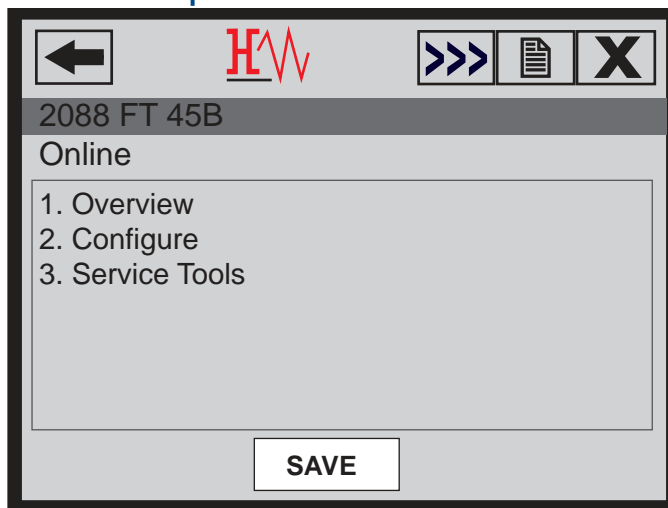 >>>
2088 FT 45B
Online
1. Overview
2. Configure
3. Service Tools
SAVE